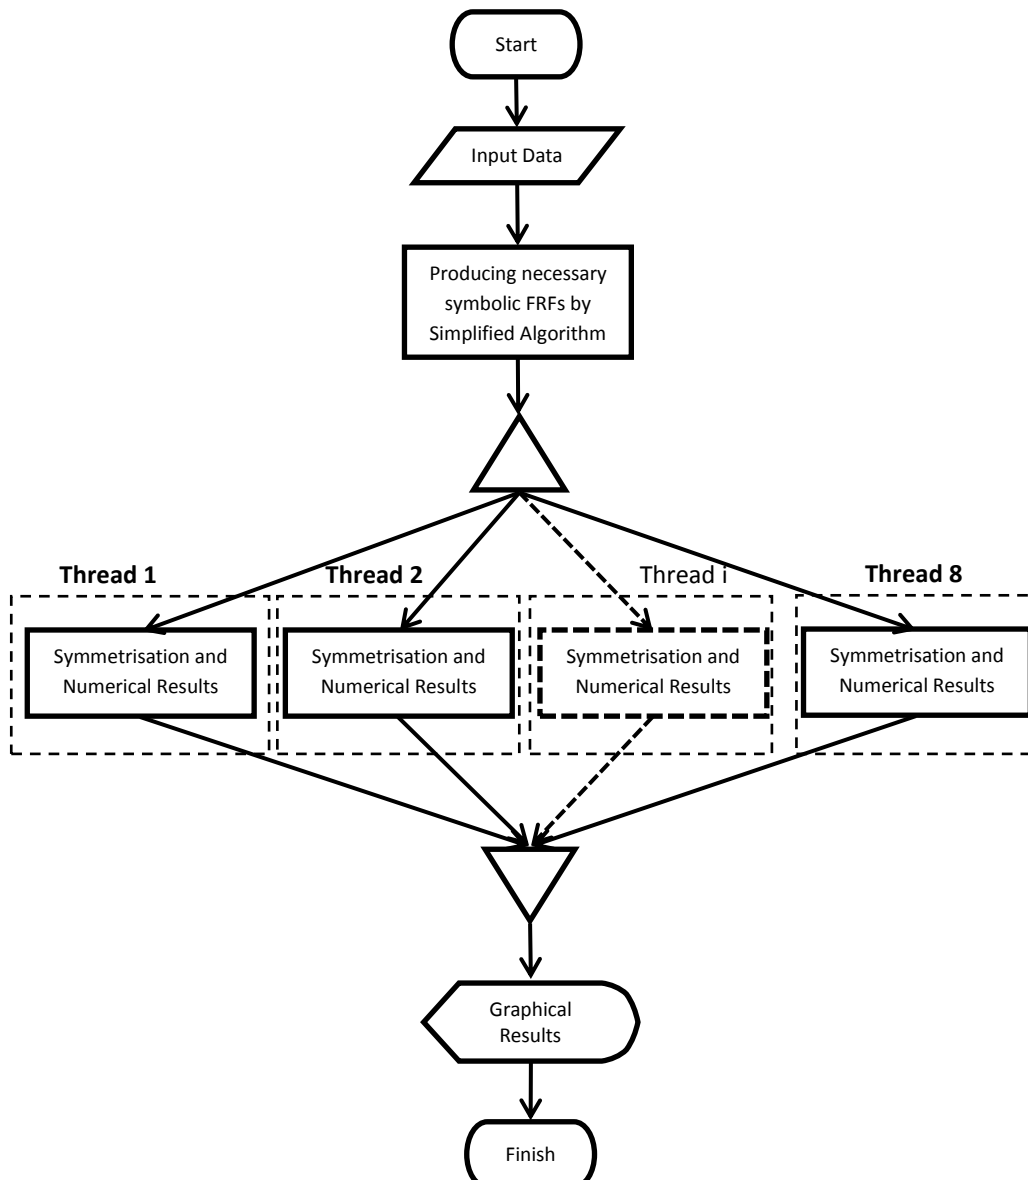 Start
Input Data
Producing necessary
symbolic FRFs by
Simplified Algorithm
Thread 1
Thread 2
Thread i
Thread 8
Symmetrisation and
Numerical Results
Symmetrisation and
Numerical Results
Symmetrisation and
Numerical Results
Symmetrisation and
Numerical Results
Graphical
Results
Finish